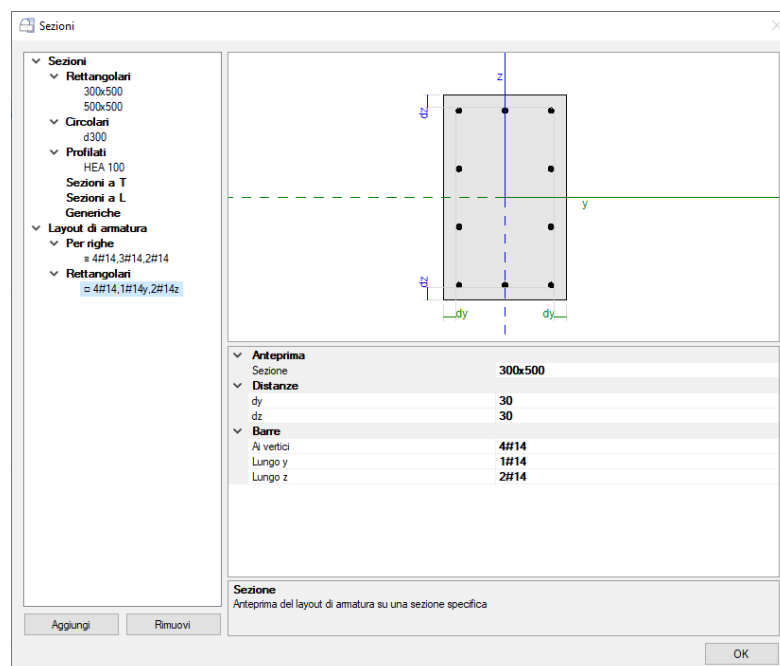 Sezioni
Sezioni
Rettangolari
300x500
500x500
Circolari
d300
Profilati
HEA 100
Sezioni a T
Sezioni a L
Generiche
Layout di armatura
Per righe
4#14,3#14,2#14
Rettangolari
4#14,1#14y,2#14z
Aggiungi
Rimuovi
z
dz
y
dz
dy
dy
Anteprima
Sezione 300x500
Distanze
dy 30
dz 30
Barre
Ai vertici 4#14
Lungo y 1#14
Lungo z 2#14
Sezione
Anteprima del layout di armatura su una sezione specifica
OK